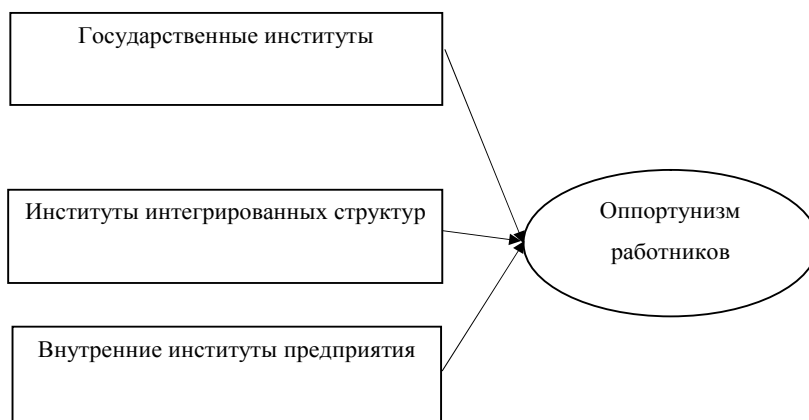 Государственные институты
Институты интегрированных структур
Оппортунизм
работников
Внутренние институты предприятия